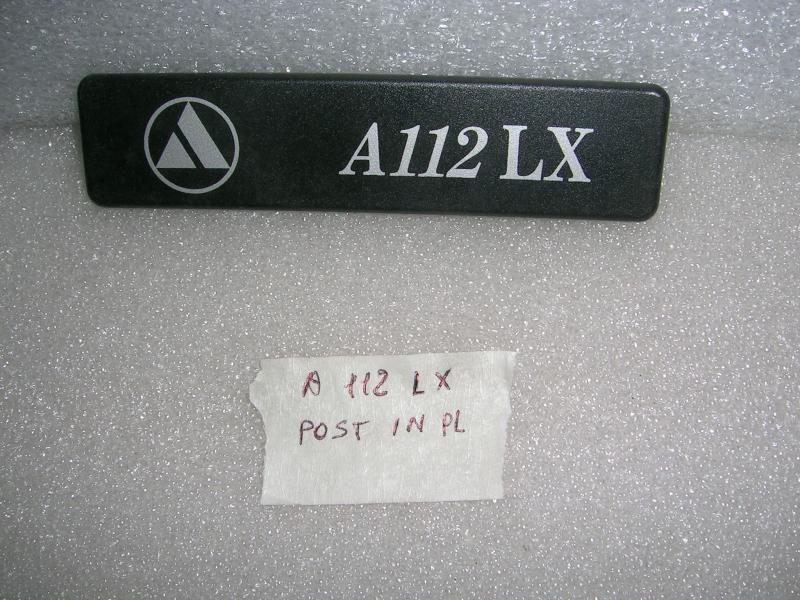 A112 LX
A 112 LX
POST IN PL